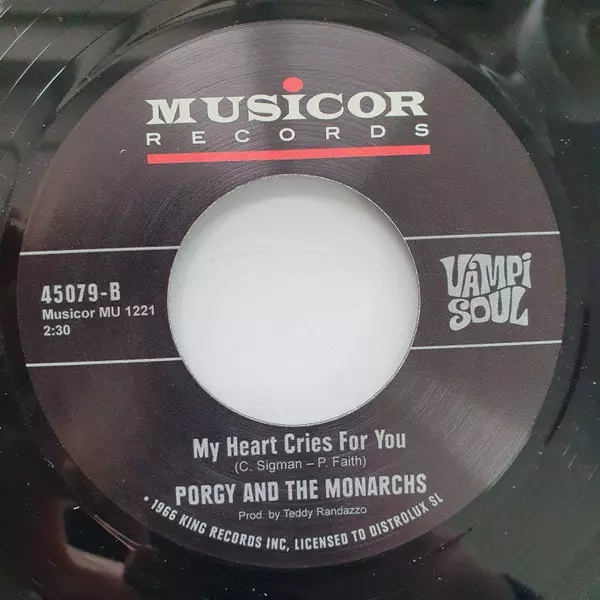 MUSICOR
RECORDS
45079-B
Musicor MU 1221
2:30
VAMPI
SOUL
My Heart Cries For You
(C. Sigman – P. Faith)
PORGY AND THE MONARCHS
Prod. by Teddy Randazzo
• 1966 KING RECORDS INC, LICENSED TO DISTROLUX SL